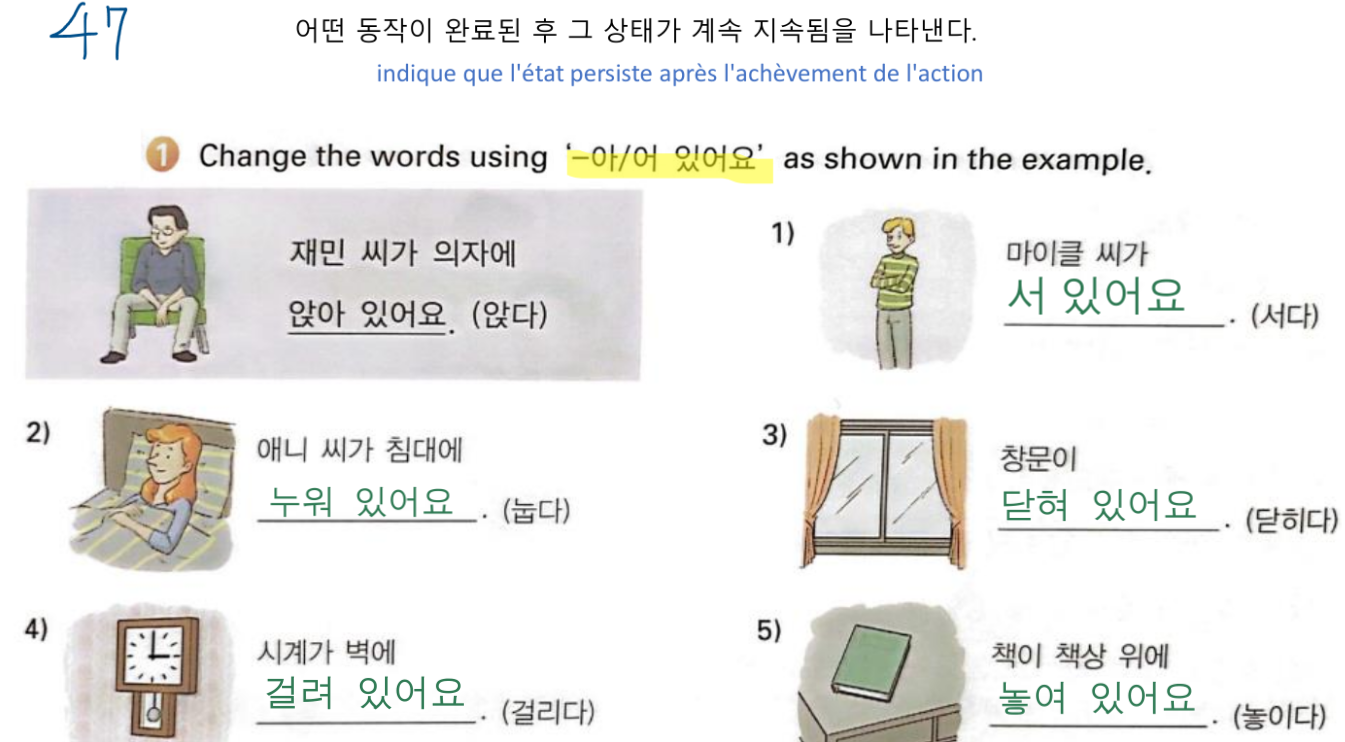 47
어떤 동작이 완료된 후 그 상태가 계속 지속됨을 나타낸다.
indique que l'état persiste après l'achèvement de l'action
1 Change the words using '–아/어 있어요' as shown in the example.
재민 씨가 의자에
앉아 있어요. (앉다)
1) 마이클 씨가
서 있어요. (서다)
2) 애니 씨가 침대에
누워 있어요. (눕다)
3) 창문이
닫혀 있어요. (닫히다)
4) 시계가 벽에
걸려 있어요. (걸리다)
5) 책이 책상 위에
놓여 있어요. (놓이다)